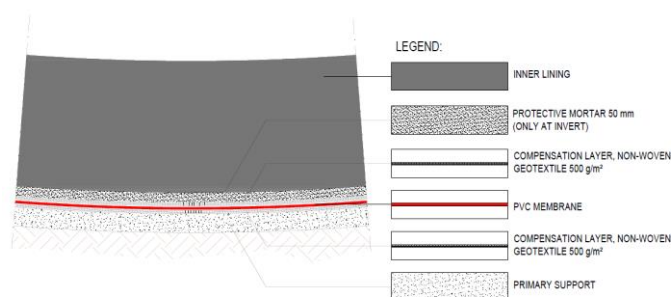 LEGEND:
INNER LINING
PROTECTIVE MORTAR 50 mm
(ONLY AT INVERT)
COMPENSATION LAYER, NON-WOVEN
GEOTEXTILE 500 g/m²
PVC MEMBRANE
COMPENSATION LAYER, NON-WOVEN
GEOTEXTILE 500 g/m²
PRIMARY SUPPORT